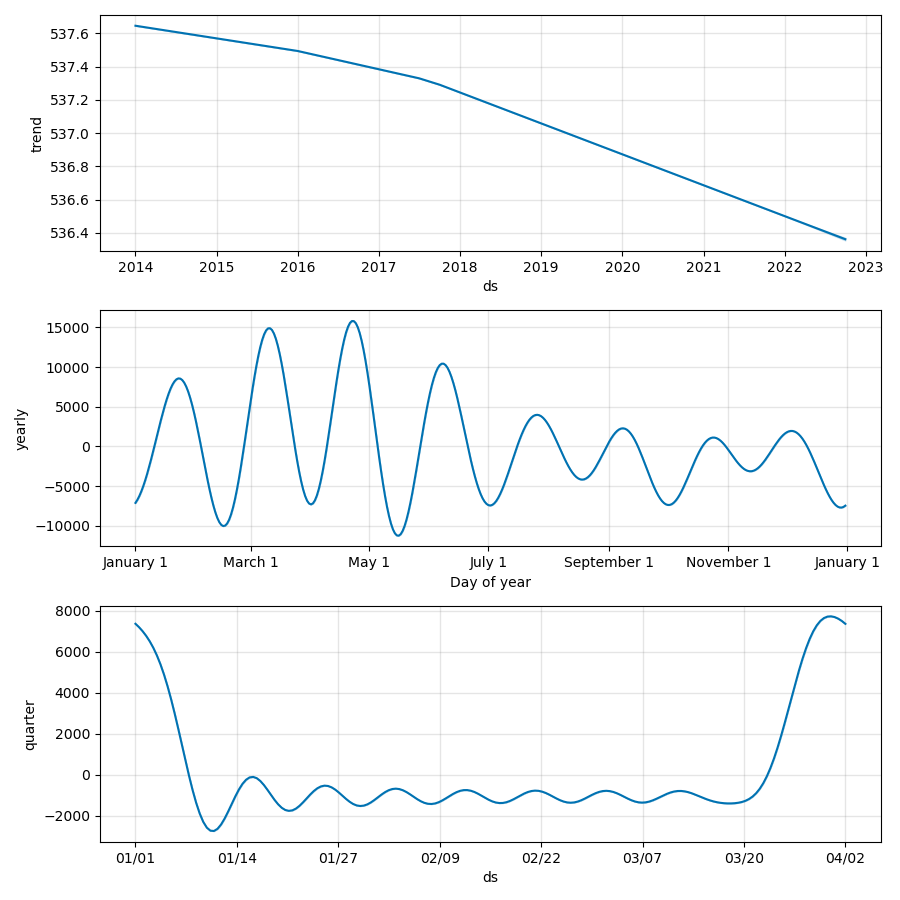 537.6
537.4
537.2
537.0
536.8
536.6
536.4
trend
2014 2015 2016 2017 2018 2019 2020 2021 2022 2023
ds
15000
10000
5000
0
−5000
−10000
yearly
January 1 March 1 May 1 July 1 September 1 November 1 January 1
Day of year
8000
6000
4000
2000
0
−2000
quarter
01/01 01/14 01/27 02/09 02/22 03/07 03/20 04/02
ds